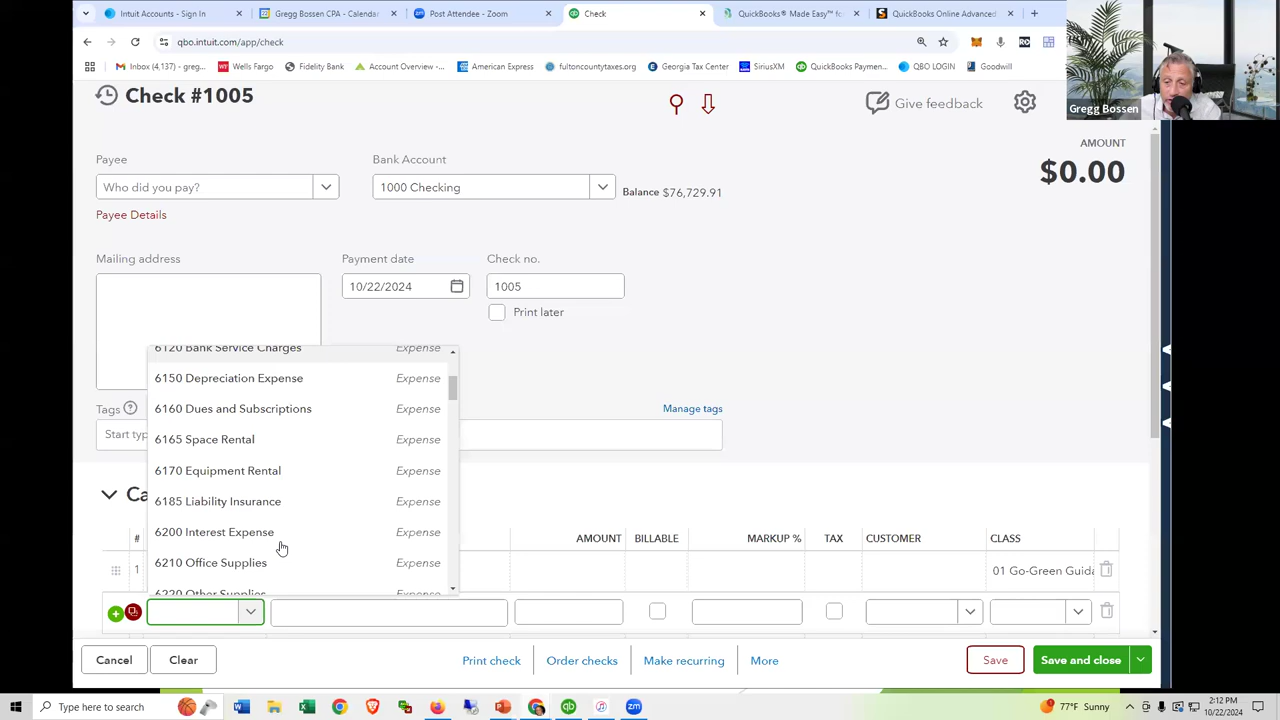 Intuit Accounts - Sign In
Gregg Bossen CPA - Calendar
Post Attendee - Zoom
Check
QuickBooks® Made Easy™ for
QuickBooks Online Advanced
qbo.intuit.com/app/check
Inbox (4,137) - greg...
Wells Fargo
Fidelity Bank
Account Overview -...
American Express
fultoncountytaxes.org
Georgia Tax Center
SiriusXM
QuickBooks Paymen...
QBO LOGIN
Goodwill
Gregg Bossen
Check #1005
Give feedback
AMOUNT
$0.00
Payee
Bank Account
Who did you pay?
1000 Checking
Balance $76,729.91
Payee Details
Mailing address
Payment date
Check no.
10/22/2024
1005
Print later
6120 Bank Service Charges Expense
6150 Depreciation Expense Expense
6160 Dues and Subscriptions Expense
6165 Space Rental Expense
6170 Equipment Rental Expense
6185 Liability Insurance Expense
6200 Interest Expense Expense
6210 Office Supplies Expense
6220 Other Supplies Expense
Tags
Manage tags
Start typ
Ca
# AMOUNT BILLABLE MARKUP % TAX CUSTOMER CLASS
1 01 Go-Green Guida
Cancel
Clear
Print check
Order checks
Make recurring
More
Save
Save and close
Type here to search
77°F Sunny
2:12 PM
10/22/2024